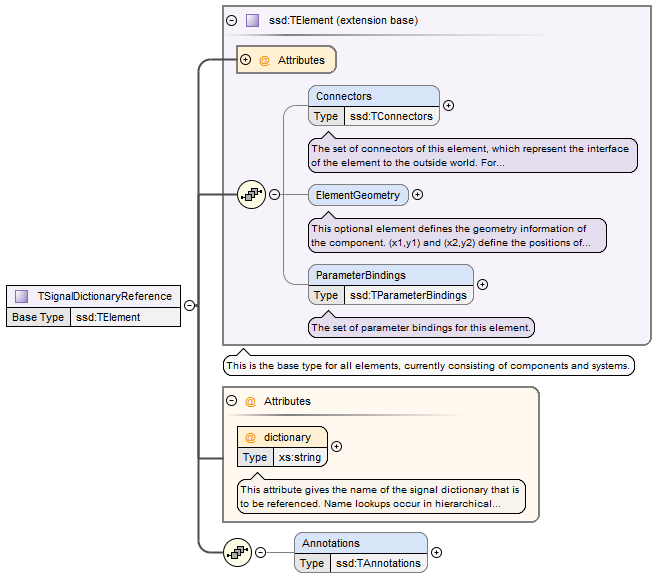 ssd:TElement (extension base)
@ Attributes
Connectors
Type ssd:TConnectors
The set of connectors of this element, which represent the interface
of the element to the outside world. For...
ElementGeometry
This optional element defines the geometry information of
the component. (x1,y1) and (x2,y2) define the positions of...
ParameterBindings
Type ssd:TParameterBindings
The set of parameter bindings for this element.
TSignalDictionaryReference
Base Type ssd:TElement
This is the base type for all elements, currently consisting of components and systems.
@ Attributes
@ dictionary
Type xs:string
This attribute gives the name of the signal dictionary that is
to be referenced. Name lookups occur in hierarchical...
Annotations
Type ssd:TAnnotations